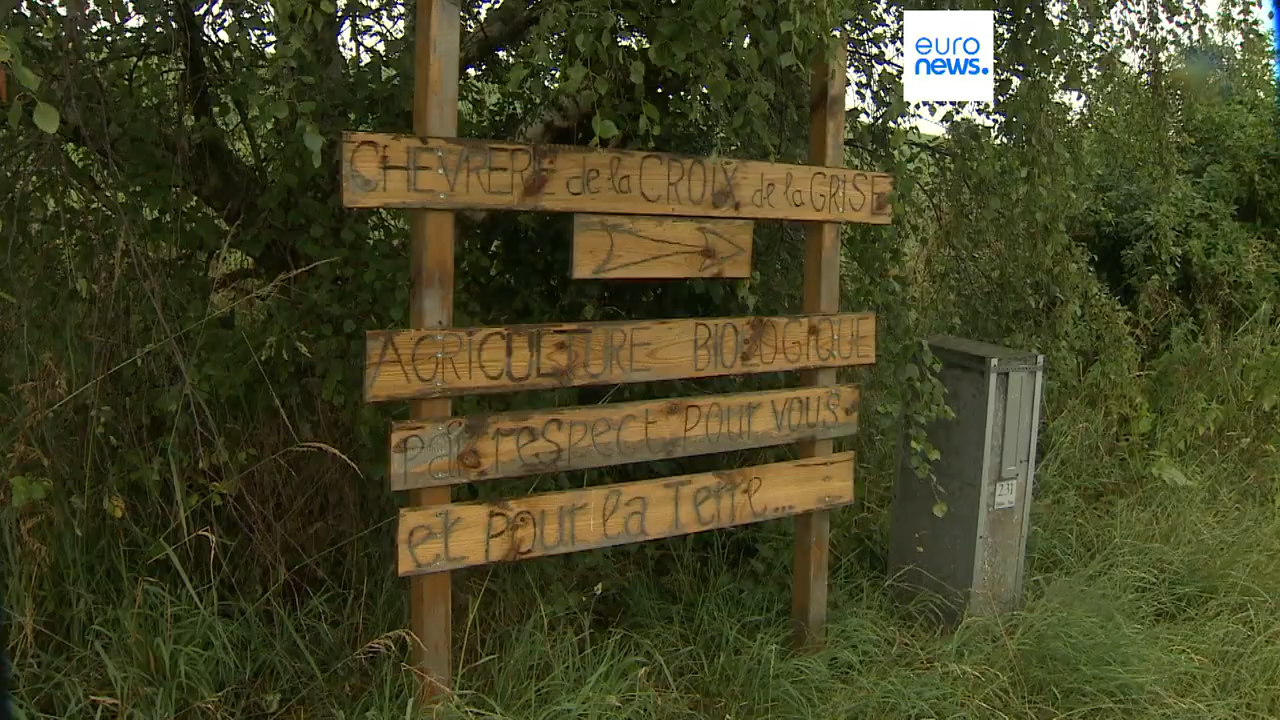 euro
news.
CHÈVRERIE de la CROIX de la GRISE
AGRICULTURE BIOLOGIQUE
par respect pour vous
et pour la Terre...
231